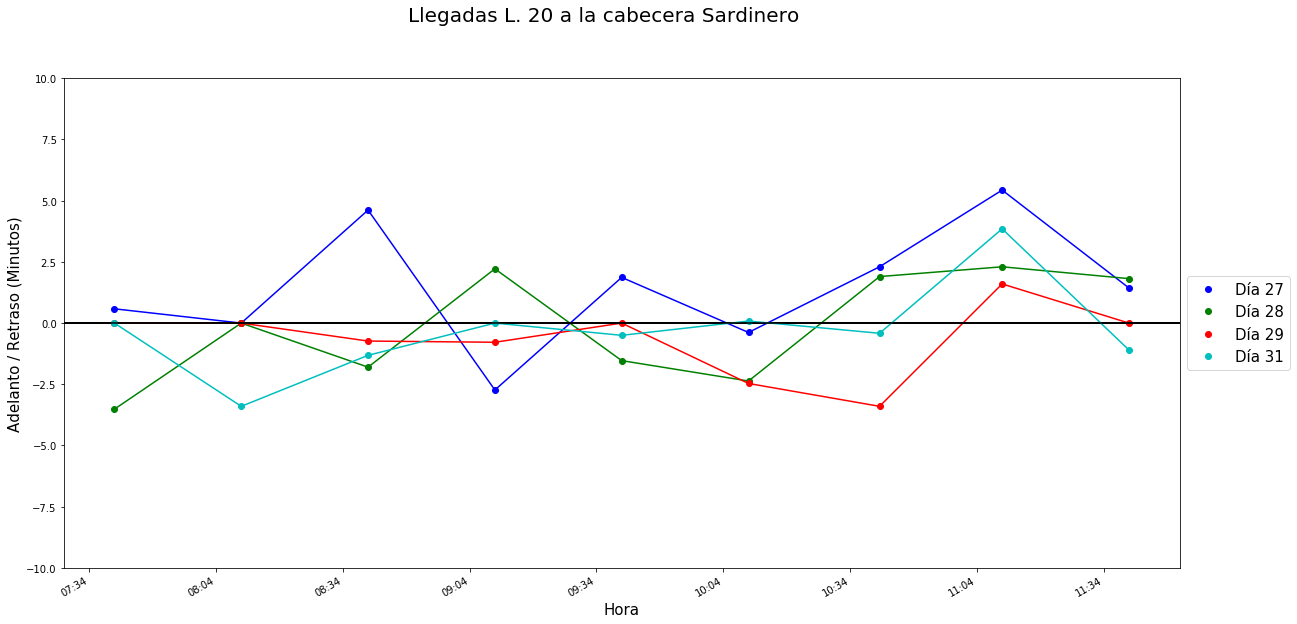 Llegadas L. 20 a la cabecera Sardinero
Adelanto / Retraso (Minutos)
10.0
7.5
5.0
2.5
0.0
−2.5
−5.0
−7.5
−10.0
07:34
08:04
08:34
09:04
09:34
10:04
10:34
11:04
11:34
Hora
Día 27
Día 28
Día 29
Día 31